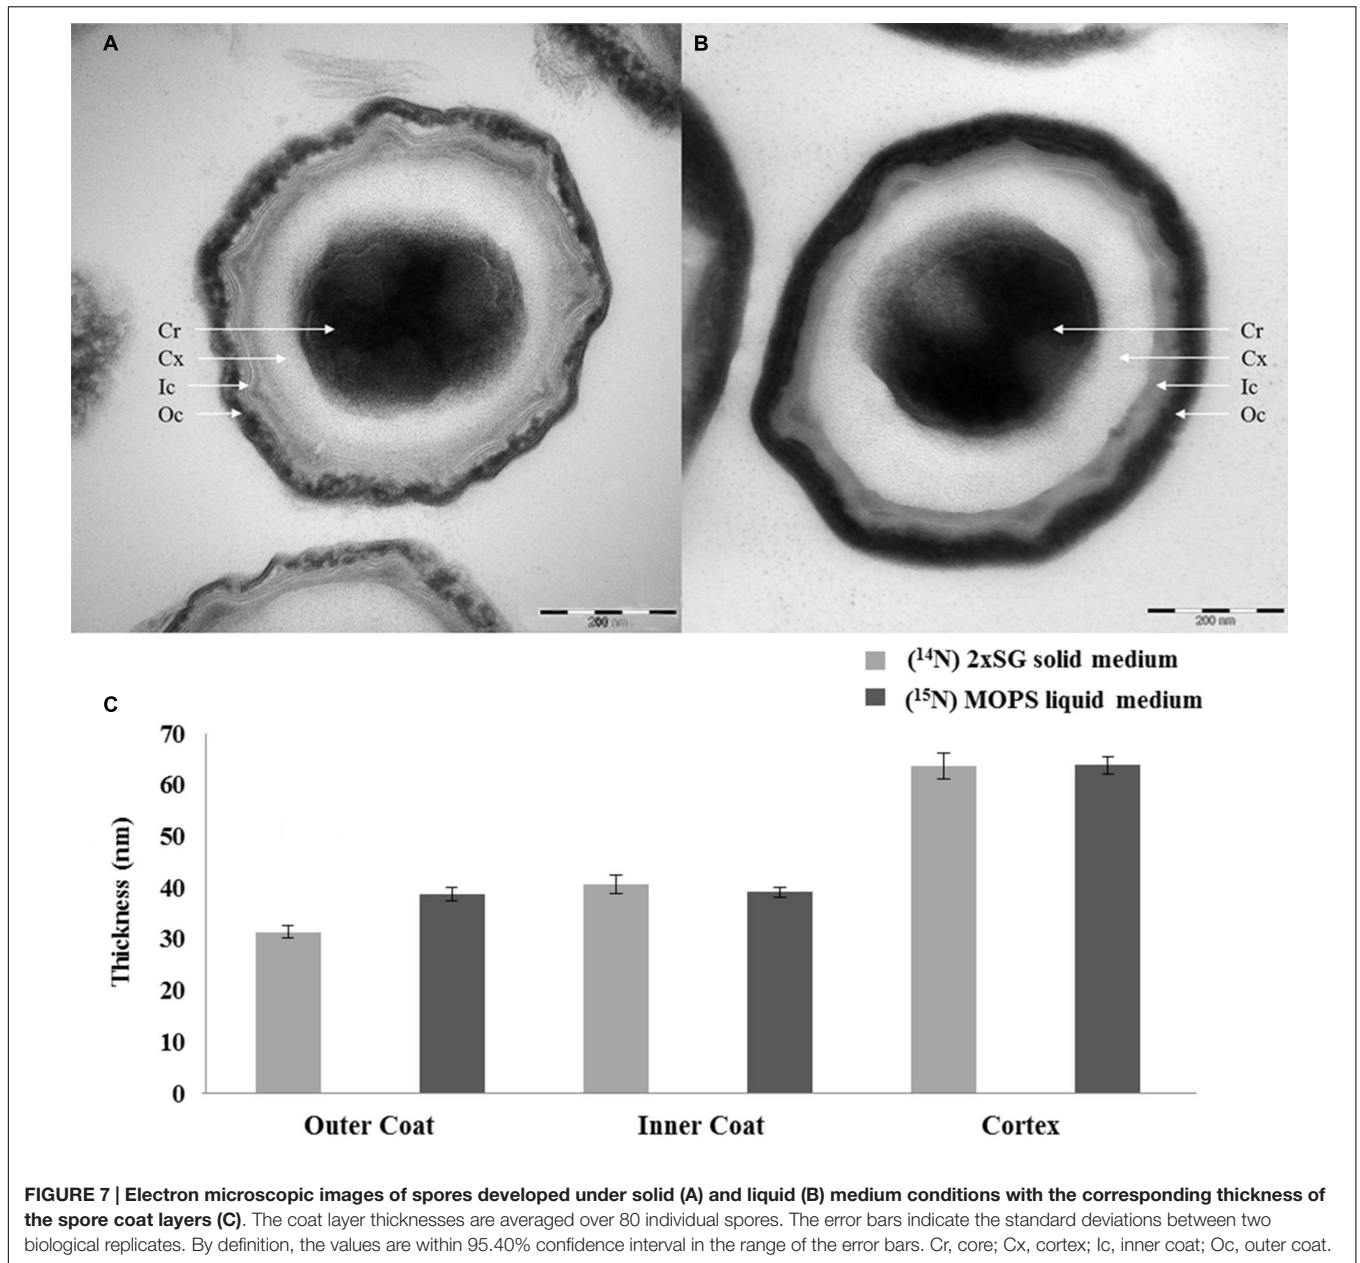 A
B
Cr
Cx
Ic
Oc
Cr
Cx
Ic
Oc
200 nm
200 nm
(¹⁴N) 2xSG solid medium
(¹⁵N) MOPS liquid medium
C
Thickness (nm)
70
60
50
40
30
20
10
0
Outer Coat Inner Coat Cortex
FIGURE 7 | Electron microscopic images of spores developed under solid (A) and liquid (B) medium conditions with the corresponding thickness of
the spore coat layers (C). The coat layer thicknesses are averaged over 80 individual spores. The error bars indicate the standard deviations between two
biological replicates. By definition, the values are within 95.40% confidence interval in the range of the error bars. Cr, core; Cx, cortex; Ic, inner coat; Oc, outer coat.